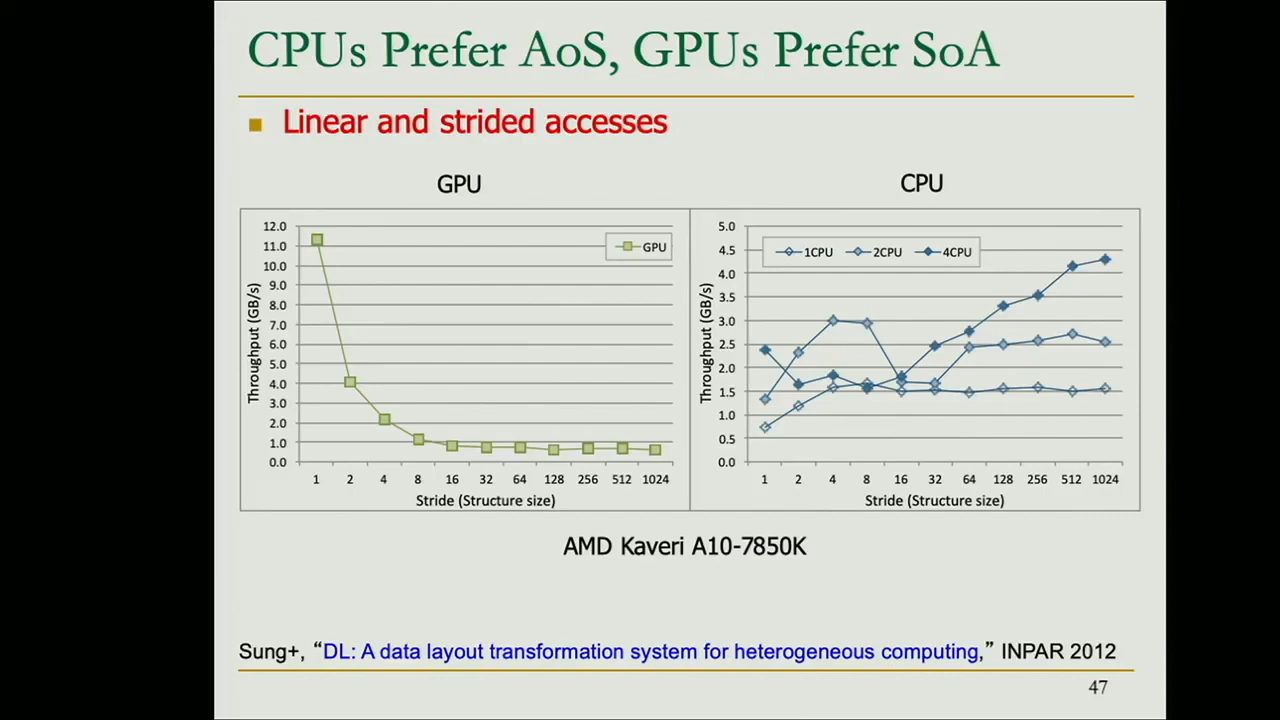 CPUs Prefer AoS, GPUs Prefer SoA
Linear and strided accesses
GPU
Throughput (GB/s)
12.0
11.0
10.0
9.0
8.0
7.0
6.0
5.0
4.0
3.0
2.0
1.0
0.0
GPU
1 2 4 8 16 32 64 128 256 512 1024
Stride (Structure size)
CPU
Throughput (GB/s)
5.0
4.5
4.0
3.5
3.0
2.5
2.0
1.5
1.0
0.5
0.0
1CPU 2CPU 4CPU
1 2 4 8 16 32 64 128 256 512 1024
Stride (Structure size)
AMD Kaveri A10-7850K
Sung+, “DL: A data layout transformation system for heterogeneous computing,” INPAR 2012
47